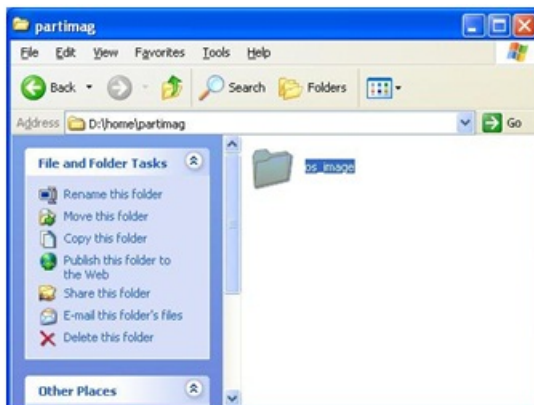 partimag
File Edit View Favorites Tools Help
Back Search Folders
Address D:\home\partimag Go
File and Folder Tasks
os_image
Rename this folder
Move this folder
Copy this folder
Publish this folder to
the Web
Share this folder
E-mail this folder's files
Delete this folder
Other Places